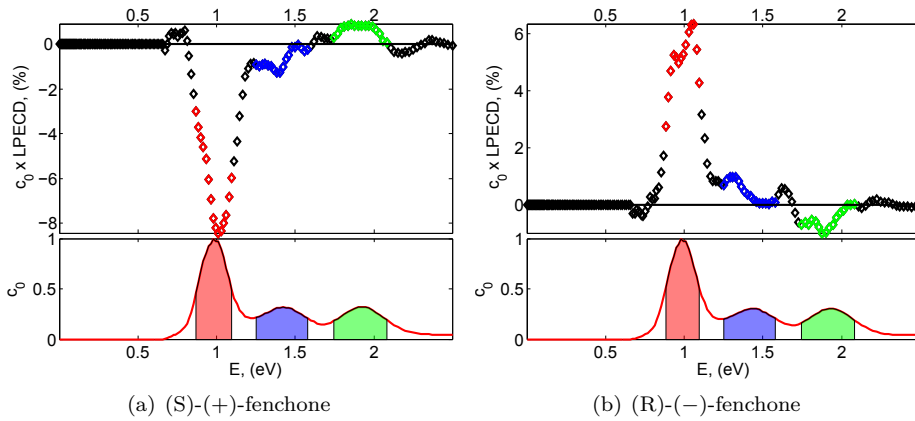 0.5 1 1.5 2
0
−2
−4
−6
−8
c0 x LPECD, (%)
1
0.5
0
c0
0.5 1 1.5 2
E, (eV)
(a) (S)-(+)-fenchone
0.5 1 1.5 2
6
4
2
0
c0 x LPECD, (%)
1
0.5
0
c0
0.5 1 1.5 2
E, (eV)
(b) (R)-(−)-fenchone